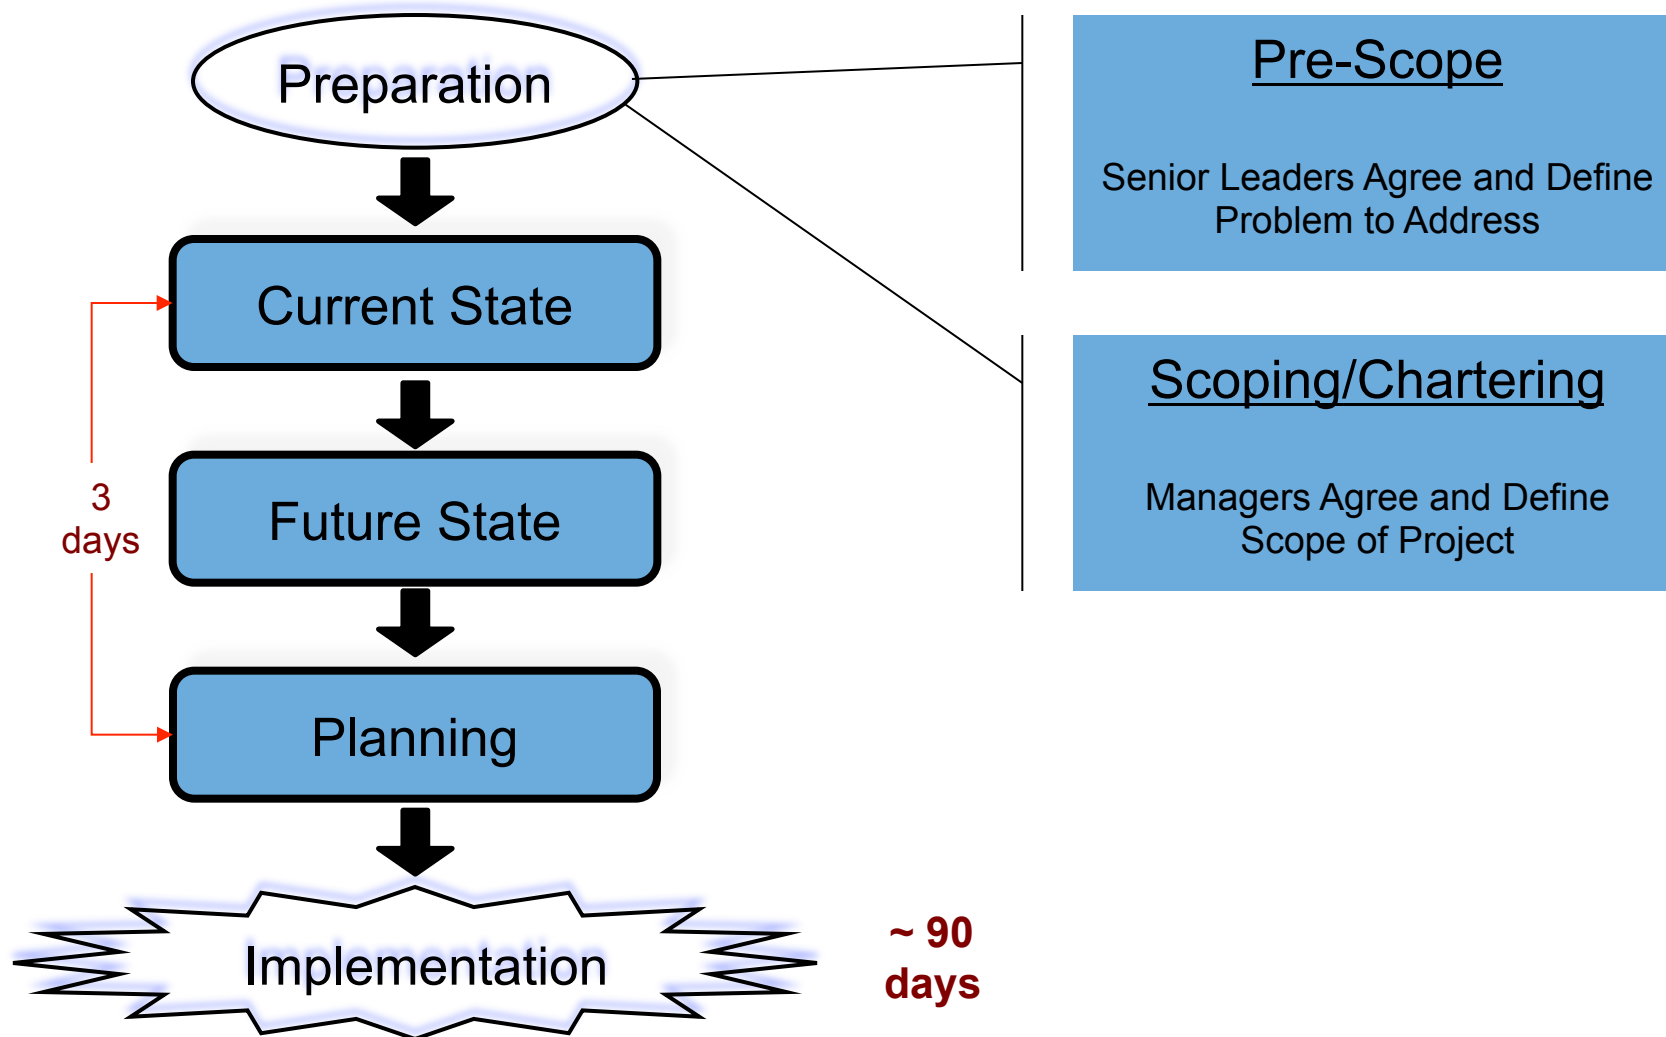 Preparation
Pre-Scope
Senior Leaders Agree and Define
Problem to Address
Current State
Scoping/Chartering
Managers Agree and Define
Scope of Project
3
days
Future State
Planning
Implementation
~ 90
days